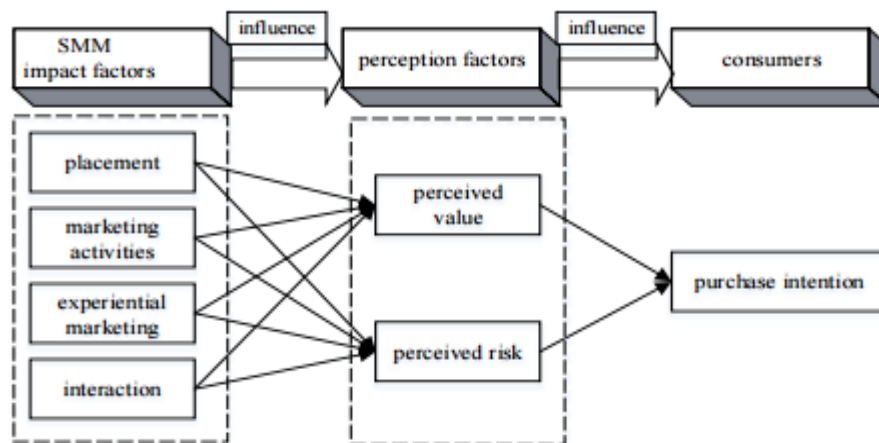 SMM
impact factors
influence
perception factors
influence
consumers
placement
marketing
activities
experiential
marketing
interaction
perceived
value
perceived risk
purchase intention